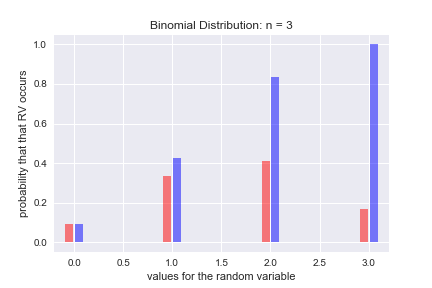 Binomial Distribution: n = 3
probability that that RV occurs
1.0
0.8
0.6
0.4
0.2
0.0
0.0 0.5 1.0 1.5 2.0 2.5 3.0
values for the random variable